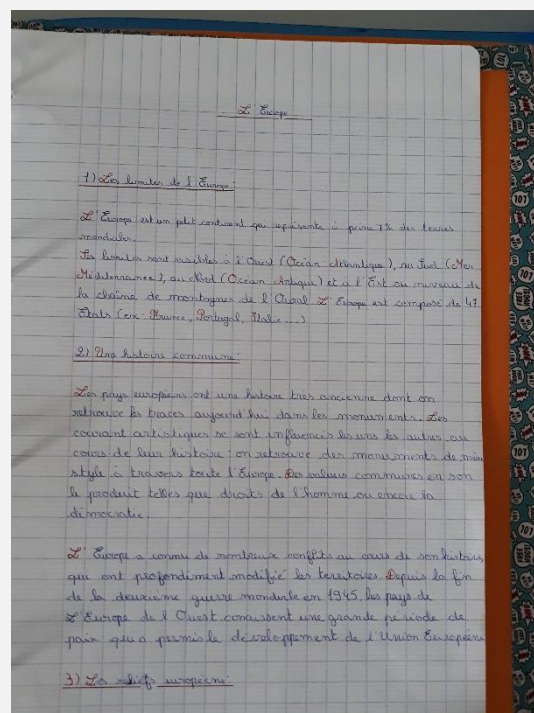 L'Europe
1) Les limites de l'Europe:
L'Europe est un petit continent qui représente à peine 7% des terres
mondiales.
Ses limites sont visibles à l'Ouest (Océan Atlantique), au Sud (Mer
Méditerranée), au Nord (Océan Arctique) et à l'Est au niveau de
la chaîne de montagnes de l'Oural. L'Europe est composé de 47
États (ex: France, Portugal, Italie...)
2) Une histoire commune:
Les pays européens ont une histoire très ancienne dont on
retrouve les traces aujourd'hui dans les monuments. Les
courant artistiques se sont influencés les uns les autres au
cours de leur histoire: on retrouve des monuments de même
style à travers toute l'Europe. Des valeurs communes en son
le produit telles que droits de l'homme ou encore la
démocratie.
L'Europe a connu de nombreux conflits au cours de son histoire,
qui ont profondément modifié les territoires. Depuis la fin
de la deuxième guerre mondiale en 1945, les pays de
L'Europe de l'Ouest connaissent une grande période de
paix qui a permis le développement de l'Union Européenne
3) Les reliefs européens:
101